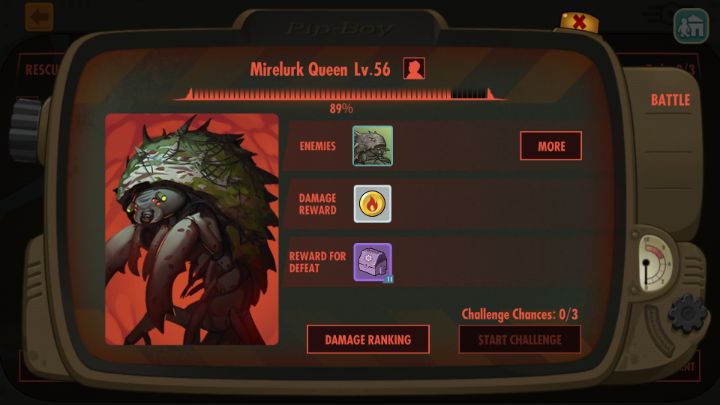 Pip-Boy
RESCU
Mirelurk Queen Lv.56
89%
BATTLE
ENEMIES
MORE
DAMAGE
REWARD
REWARD FOR
DEFEAT
Challenge Chances: 0/3
DAMAGE RANKING
START CHALLENGE